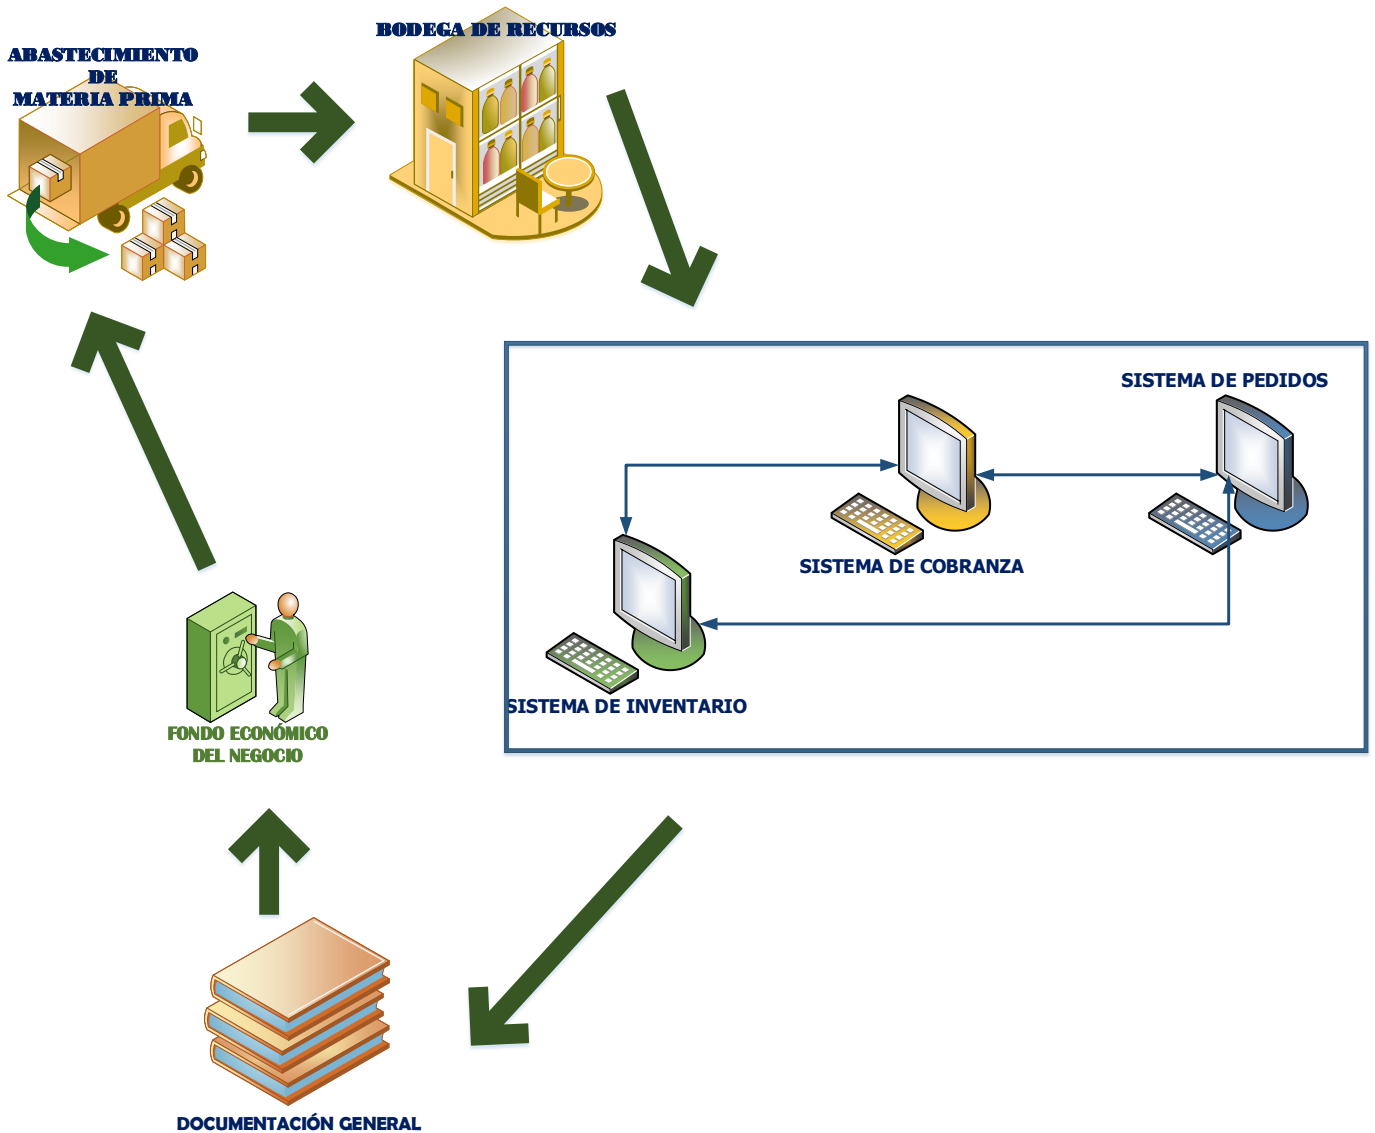 ABASTECIMIENTO
DE
MATERIA PRIMA
BODEGA DE RECURSOS
SISTEMA DE PEDIDOS
SISTEMA DE COBRANZA
SISTEMA DE INVENTARIO
FONDO ECONÓMICO
DEL NEGOCIO
DOCUMENTACIÓN GENERAL